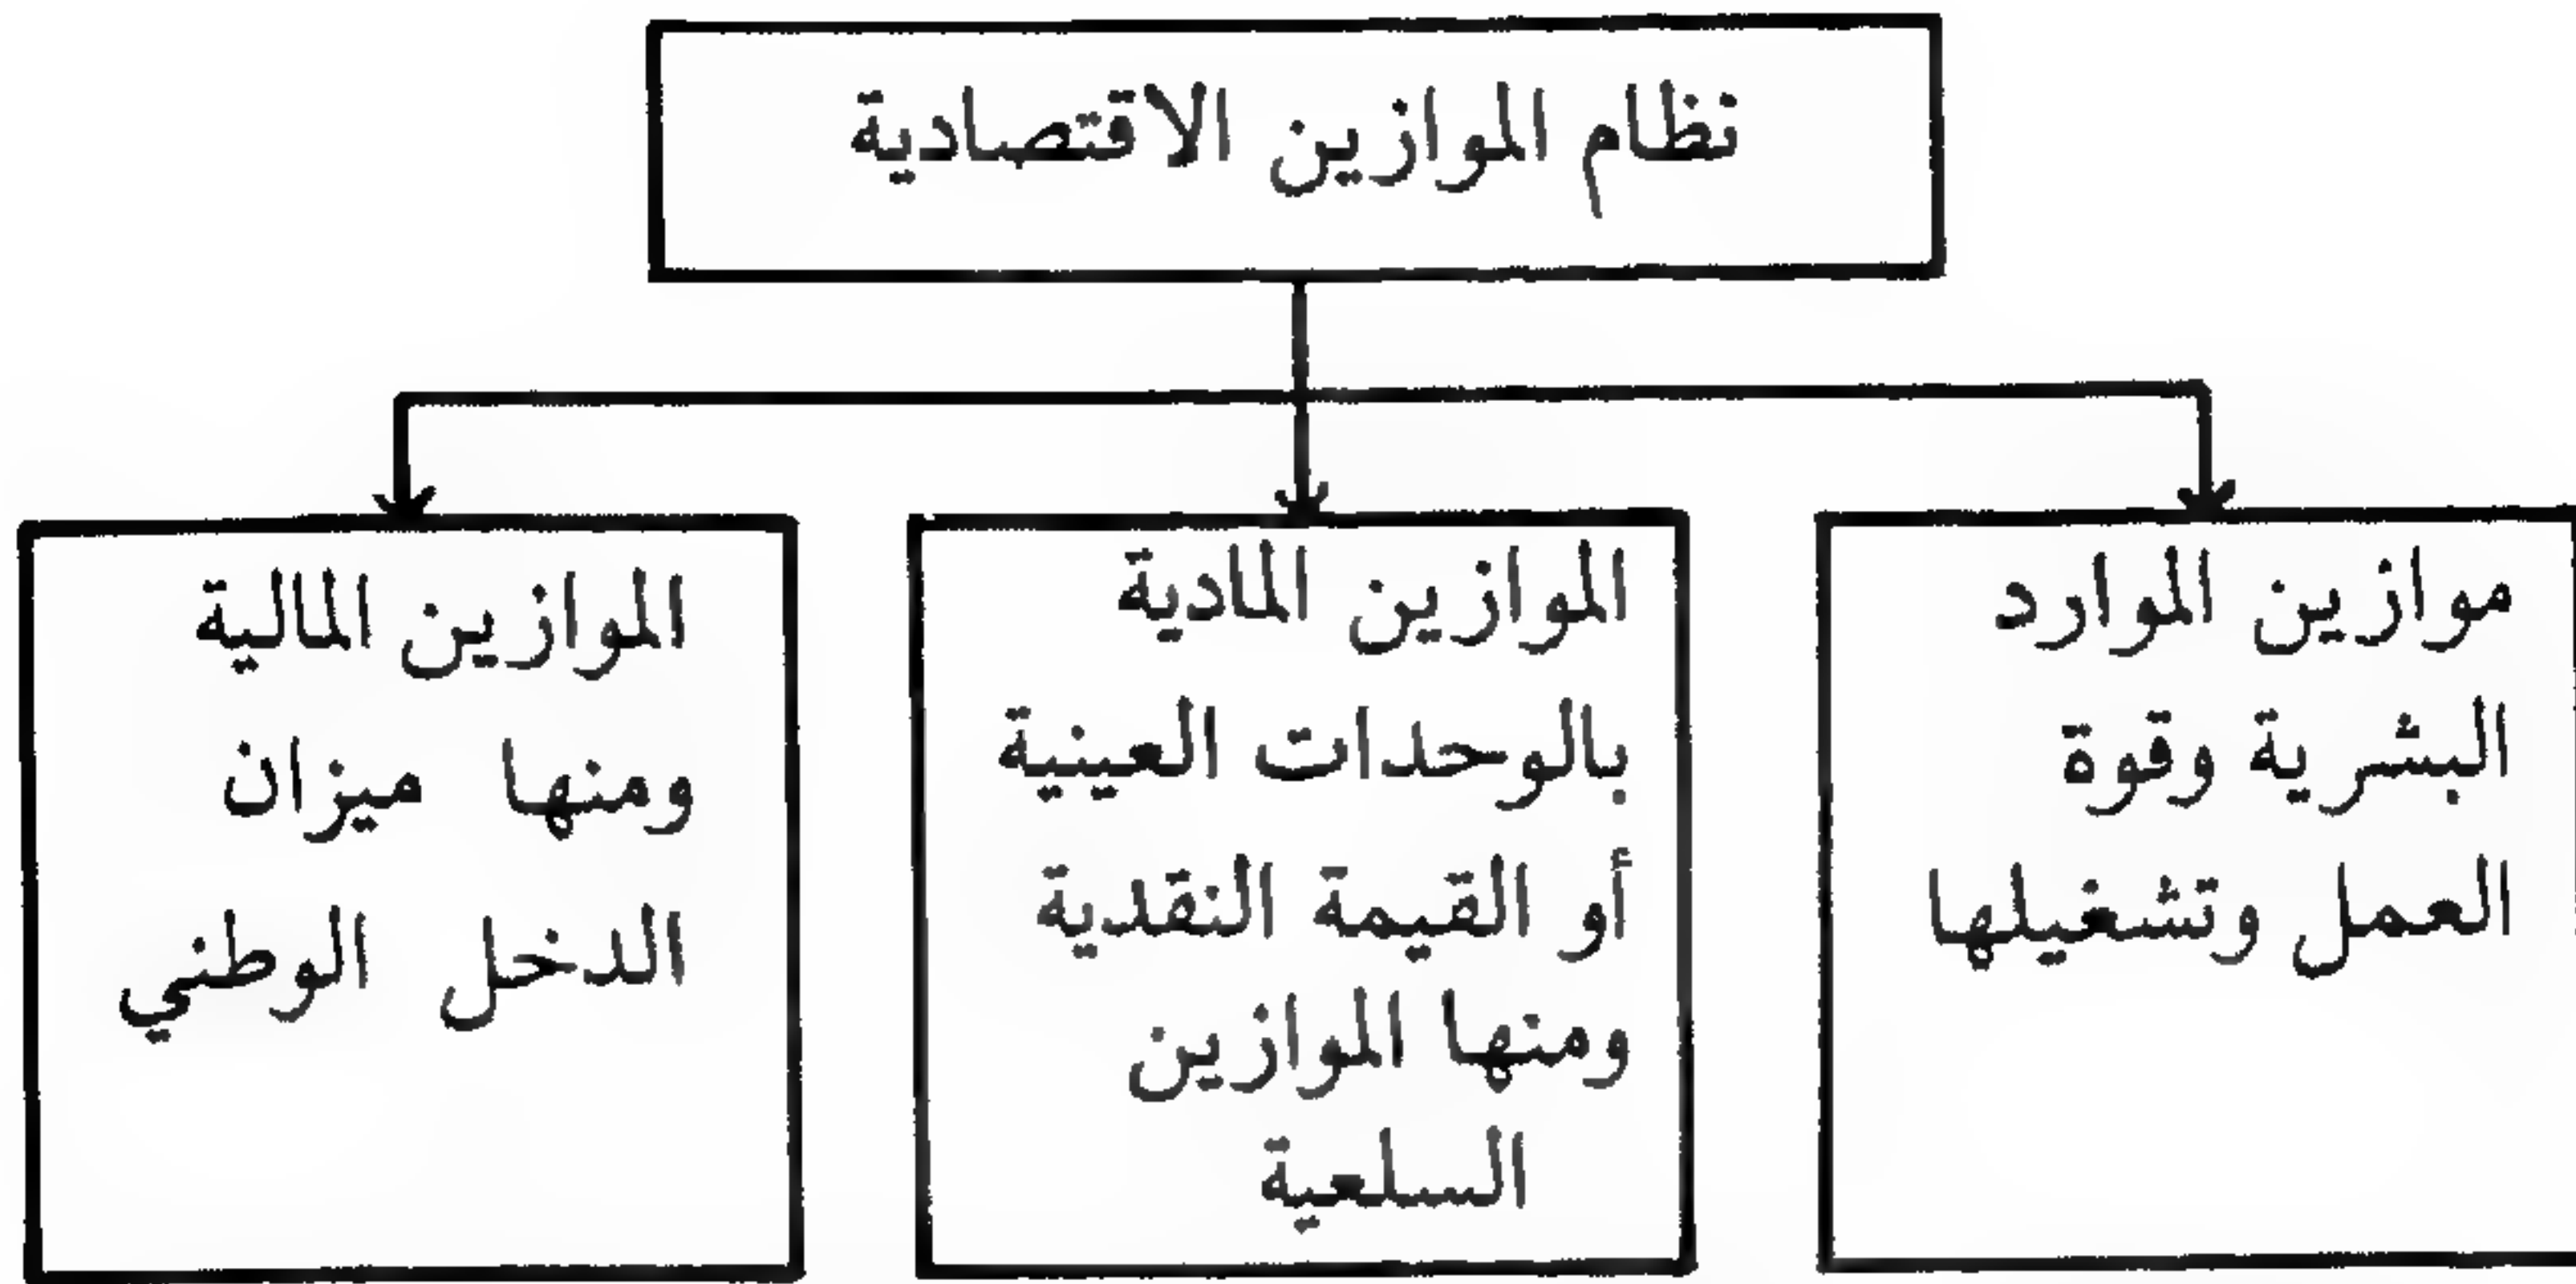 نظام الموازين الاقتصادية
موازين الموارد
البشرية وقوة
العمل وتشغيلها
الموازين المادية
بالوحدات العينية
أو القيمة النقدية
ومنها الموازين
السلعية
الموازين المالية
ومنها ميزان
الدخل الوطني